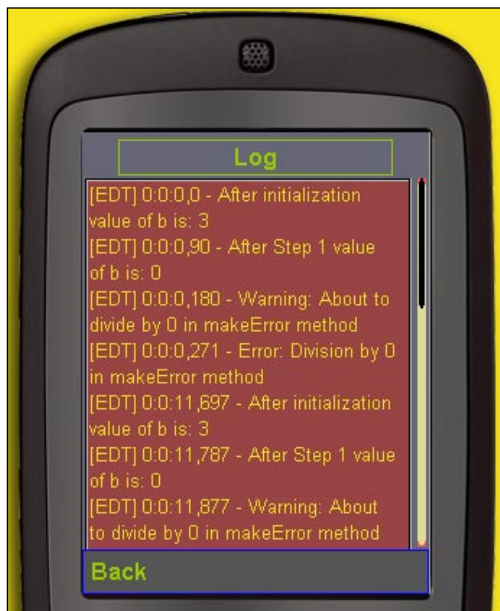 Log
[EDT] 0:0:0,0 - After initialization
value of b is: 3
[EDT] 0:0:0,90 - After Step 1 value
of b is: 0
[EDT] 0:0:0,180 - Warning: About to
divide by 0 in makeError method
[EDT] 0:0:0,271 - Error: Division by 0
in makeError method
[EDT] 0:0:11,697 - After initialization
value of b is: 3
[EDT] 0:0:11,787 - After Step 1 value
of b is: 0
[EDT] 0:0:11,877 - Warning: About
to divide by 0 in makeError method
Back